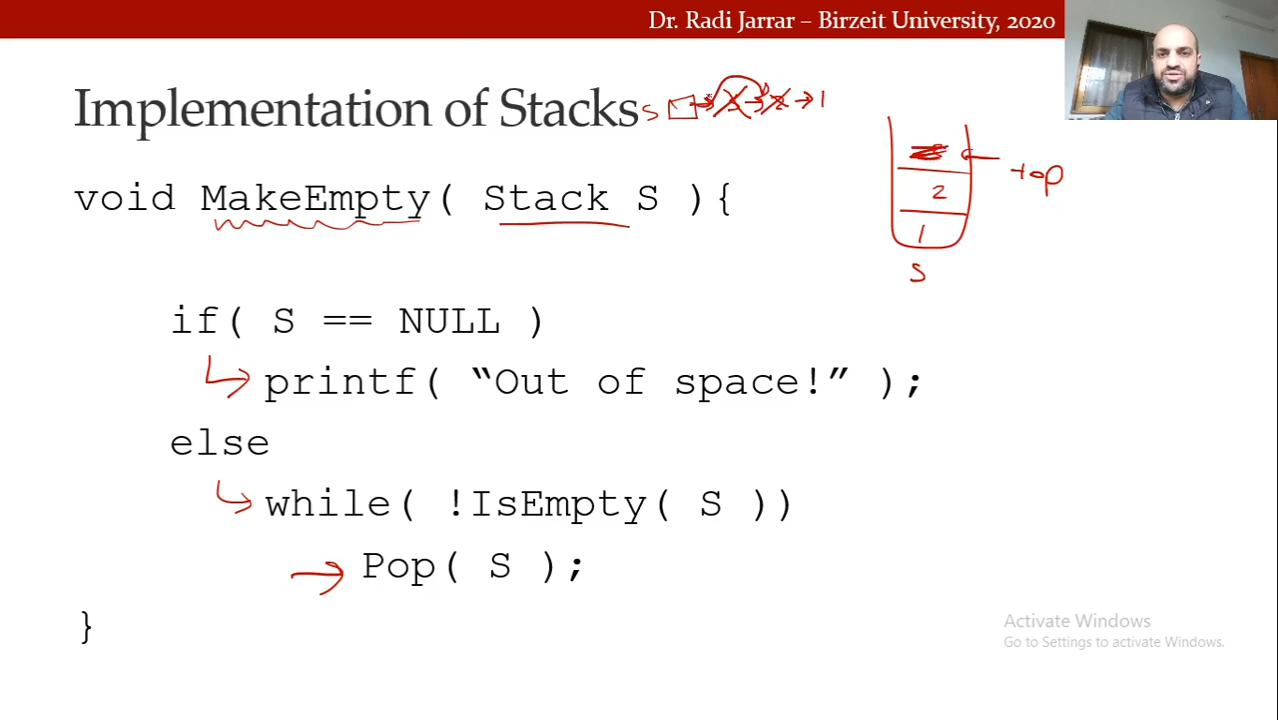 Dr. Radi Jarrar – Birzeit University, 2020
Implementation of Stacks
S 1
void MakeEmpty( Stack S ){
top
2
1
S
if( S == NULL )
printf( “Out of space!” );
else
while( !IsEmpty( S ))
Pop( S );
}
Activate Windows
Go to Settings to activate Windows.